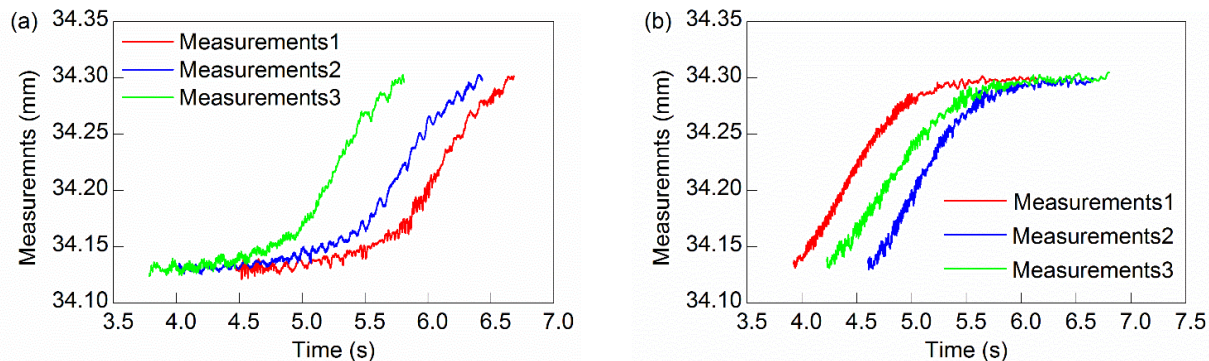 (a)
34.35
34.30
34.25
34.20
34.15
34.10
Measurements (mm)
Measurements1
Measurements2
Measurements3
3.5 4.0 4.5 5.0 5.5 6.0 6.5 7.0
Time (s)
(b)
34.35
34.30
34.25
34.20
34.15
34.10
Measuremnts (mm)
Measurements1
Measurements2
Measurements3
3.5 4.0 4.5 5.0 5.5 6.0 6.5 7.0 7.5
Time (s)